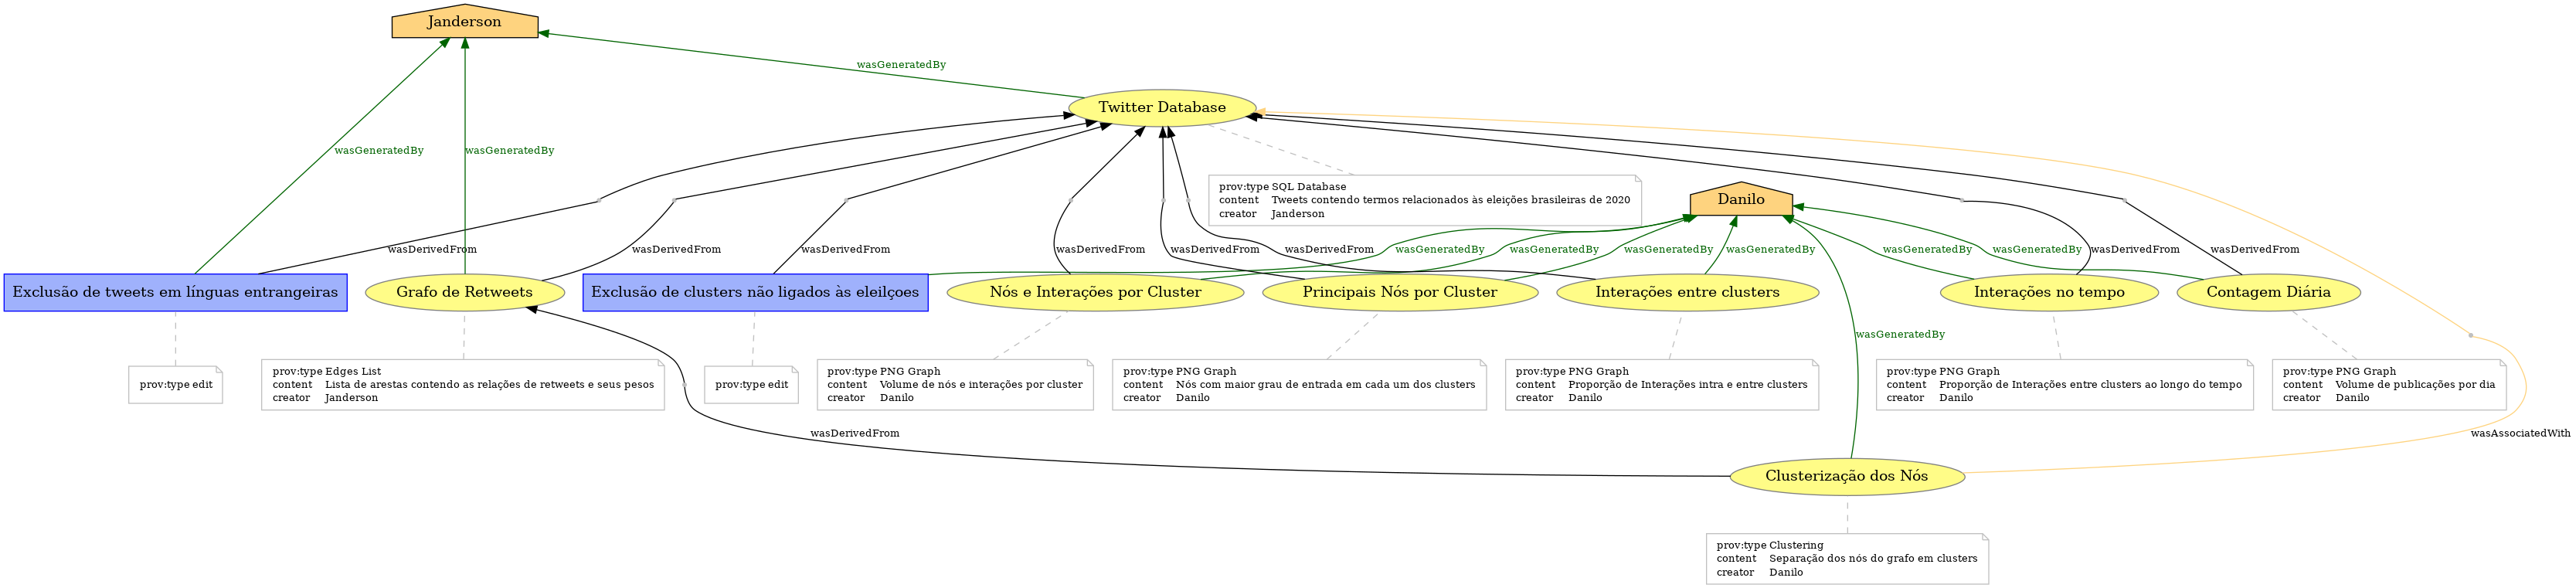 Janderson
wasGeneratedBy
Twitter Database
wasGeneratedBy
wasGeneratedBy
prov:type SQL Database
content Tweets contendo termos relacionados às eleições brasileiras de 2020
creator Janderson
Danilo
wasDerivedFrom
wasDerivedFrom
wasDerivedFrom
wasDerivedFrom
wasDerivedFrom
wasDerivedFrom
wasGeneratedBy
wasGeneratedBy
wasGeneratedBy
wasGeneratedBy
wasGeneratedBy
wasGeneratedBy
wasDerivedFrom
wasDerivedFrom
Exclusão de tweets em línguas entrangeiras
Grafo de Retweets
Exclusão de clusters não ligados às eleilçoes
Nós e Interações por Cluster
Principais Nós por Cluster
Interações entre clusters
Interações no tempo
Contagem Diária
wasGeneratedBy
prov:type edit
prov:type Edges List
content Lista de arestas contendo as relações de retweets e seus pesos
creator Janderson
prov:type edit
prov:type PNG Graph
content Volume de nós e interações por cluster
creator Danilo
prov:type PNG Graph
content Nós com maior grau de entrada em cada um dos clusters
creator Danilo
prov:type PNG Graph
content Proporção de Interações intra e entre clusters
creator Danilo
prov:type PNG Graph
content Proporção de Interações entre clusters ao longo do tempo
creator Danilo
prov:type PNG Graph
content Volume de publicações por dia
creator Danilo
wasDerivedFrom
wasAssociatedWith
Clusterização dos Nós
prov:type Clustering
content Separação dos nós do grafo em clusters
creator Danilo